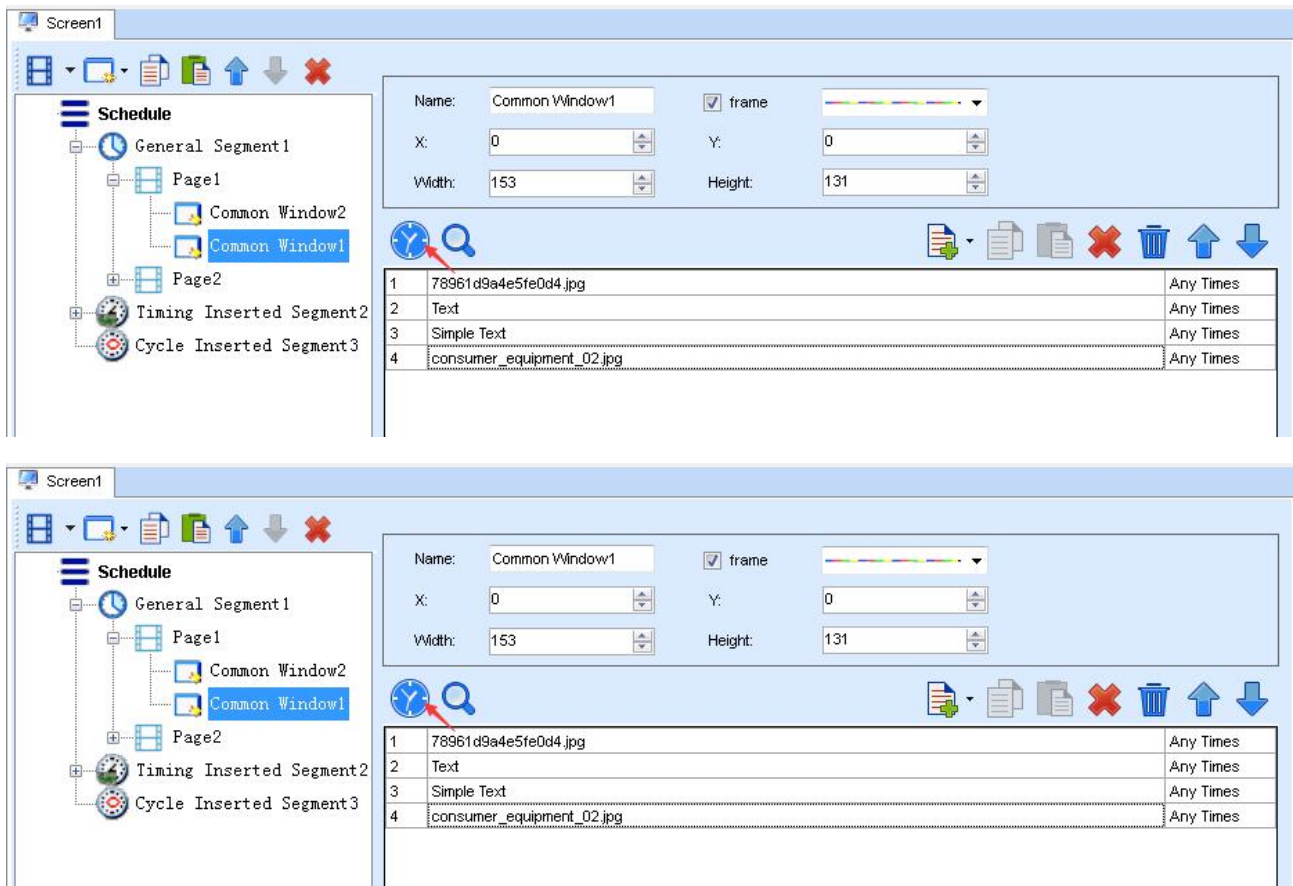 Screen1
Schedule
General Segment1
Page1
Common Window2
Common Window1
Page2
Timing Inserted Segment2
Cycle Inserted Segment3
Name: Common Window1 frame
X: 0 Y: 0
Width: 153 Height: 131
1 78961d9a4e5fe0d4.jpg Any Times
2 Text Any Times
3 Simple Text Any Times
4 consumer_equipment_02.jpg Any Times
Screen1
Schedule
General Segment1
Page1
Common Window2
Common Window1
Page2
Timing Inserted Segment2
Cycle Inserted Segment3
Name: Common Window1 frame
X: 0 Y: 0
Width: 153 Height: 131
1 78961d9a4e5fe0d4.jpg Any Times
2 Text Any Times
3 Simple Text Any Times
4 consumer_equipment_02.jpg Any Times